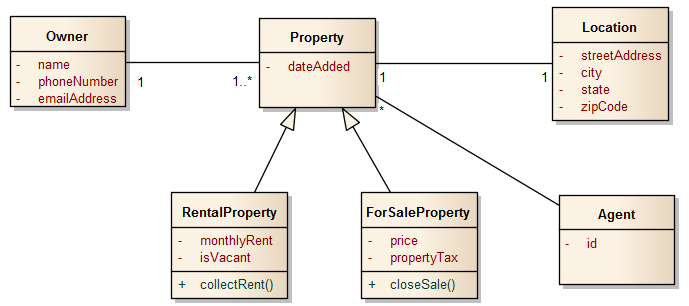 Owner
- name
- phoneNumber
- emailAddress
1
1..*
Property
- dateAdded
1
*
1
Location
- streetAddress
- city
- state
- zipCode
RentalProperty
- monthlyRent
- isVacant
+ collectRent()
ForSaleProperty
- price
- propertyTax
+ closeSale()
Agent
- id